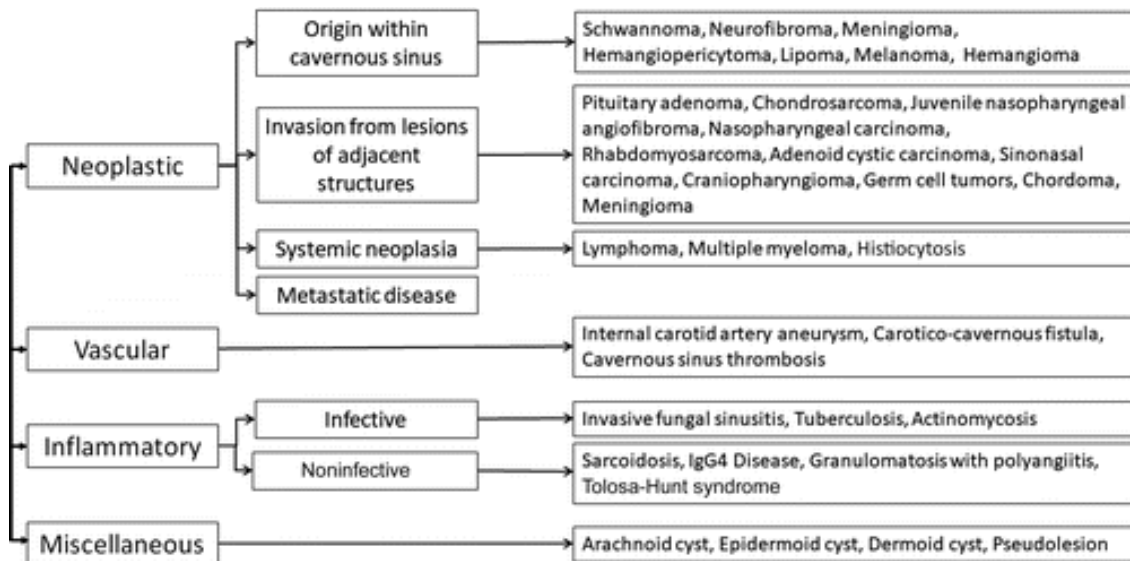 Neoplastic
Origin within
cavernous sinus
Schwannoma, Neurofibroma, Meningioma,
Hemangiopericytoma, Lipoma, Melanoma, Hemangioma
Invasion from lesions
of adjacent
structures
Pituitary adenoma, Chondrosarcoma, Juvenile nasopharyngeal
angiofibroma, Nasopharyngeal carcinoma,
Rhabdomyosarcoma, Adenoid cystic carcinoma, Sinonasal
carcinoma, Craniopharyngioma, Germ cell tumors, Chordoma,
Meningioma
Systemic neoplasia
Lymphoma, Multiple myeloma, Histiocytosis
Metastatic disease
Vascular
Internal carotid artery aneurysm, Carotico-cavernous fistula,
Cavernous sinus thrombosis
Inflammatory
Infective
Invasive fungal sinusitis, Tuberculosis, Actinomycosis
Noninfective
Sarcoidosis, IgG4 Disease, Granulomatosis with polyangiitis,
Tolosa-Hunt syndrome
Miscellaneous
Arachnoid cyst, Epidermoid cyst, Dermoid cyst, Pseudolesion